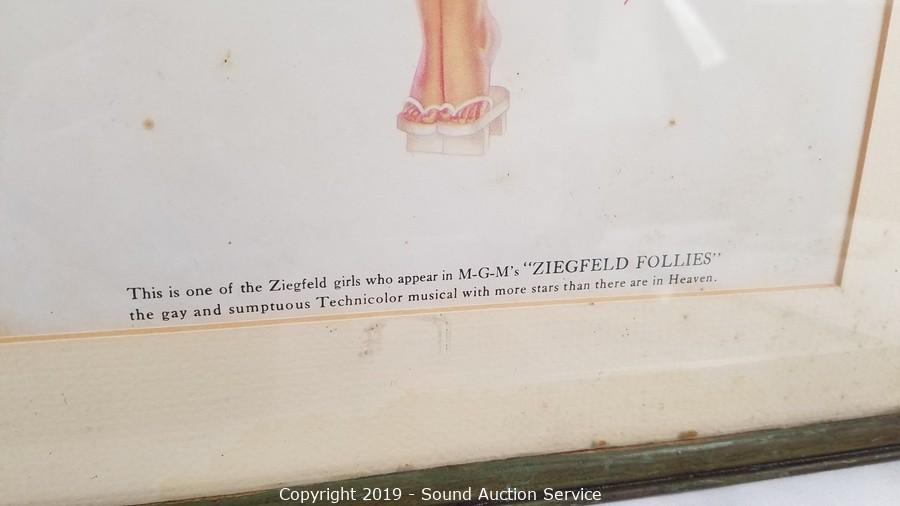 This is one of the Ziegfeld girls who appear in M-G-M's "ZIEGFELD FOLLIES"
the gay and sumptuous Technicolor musical with more stars than there are in Heaven.
Copyright 2019 - Sound Auction Service